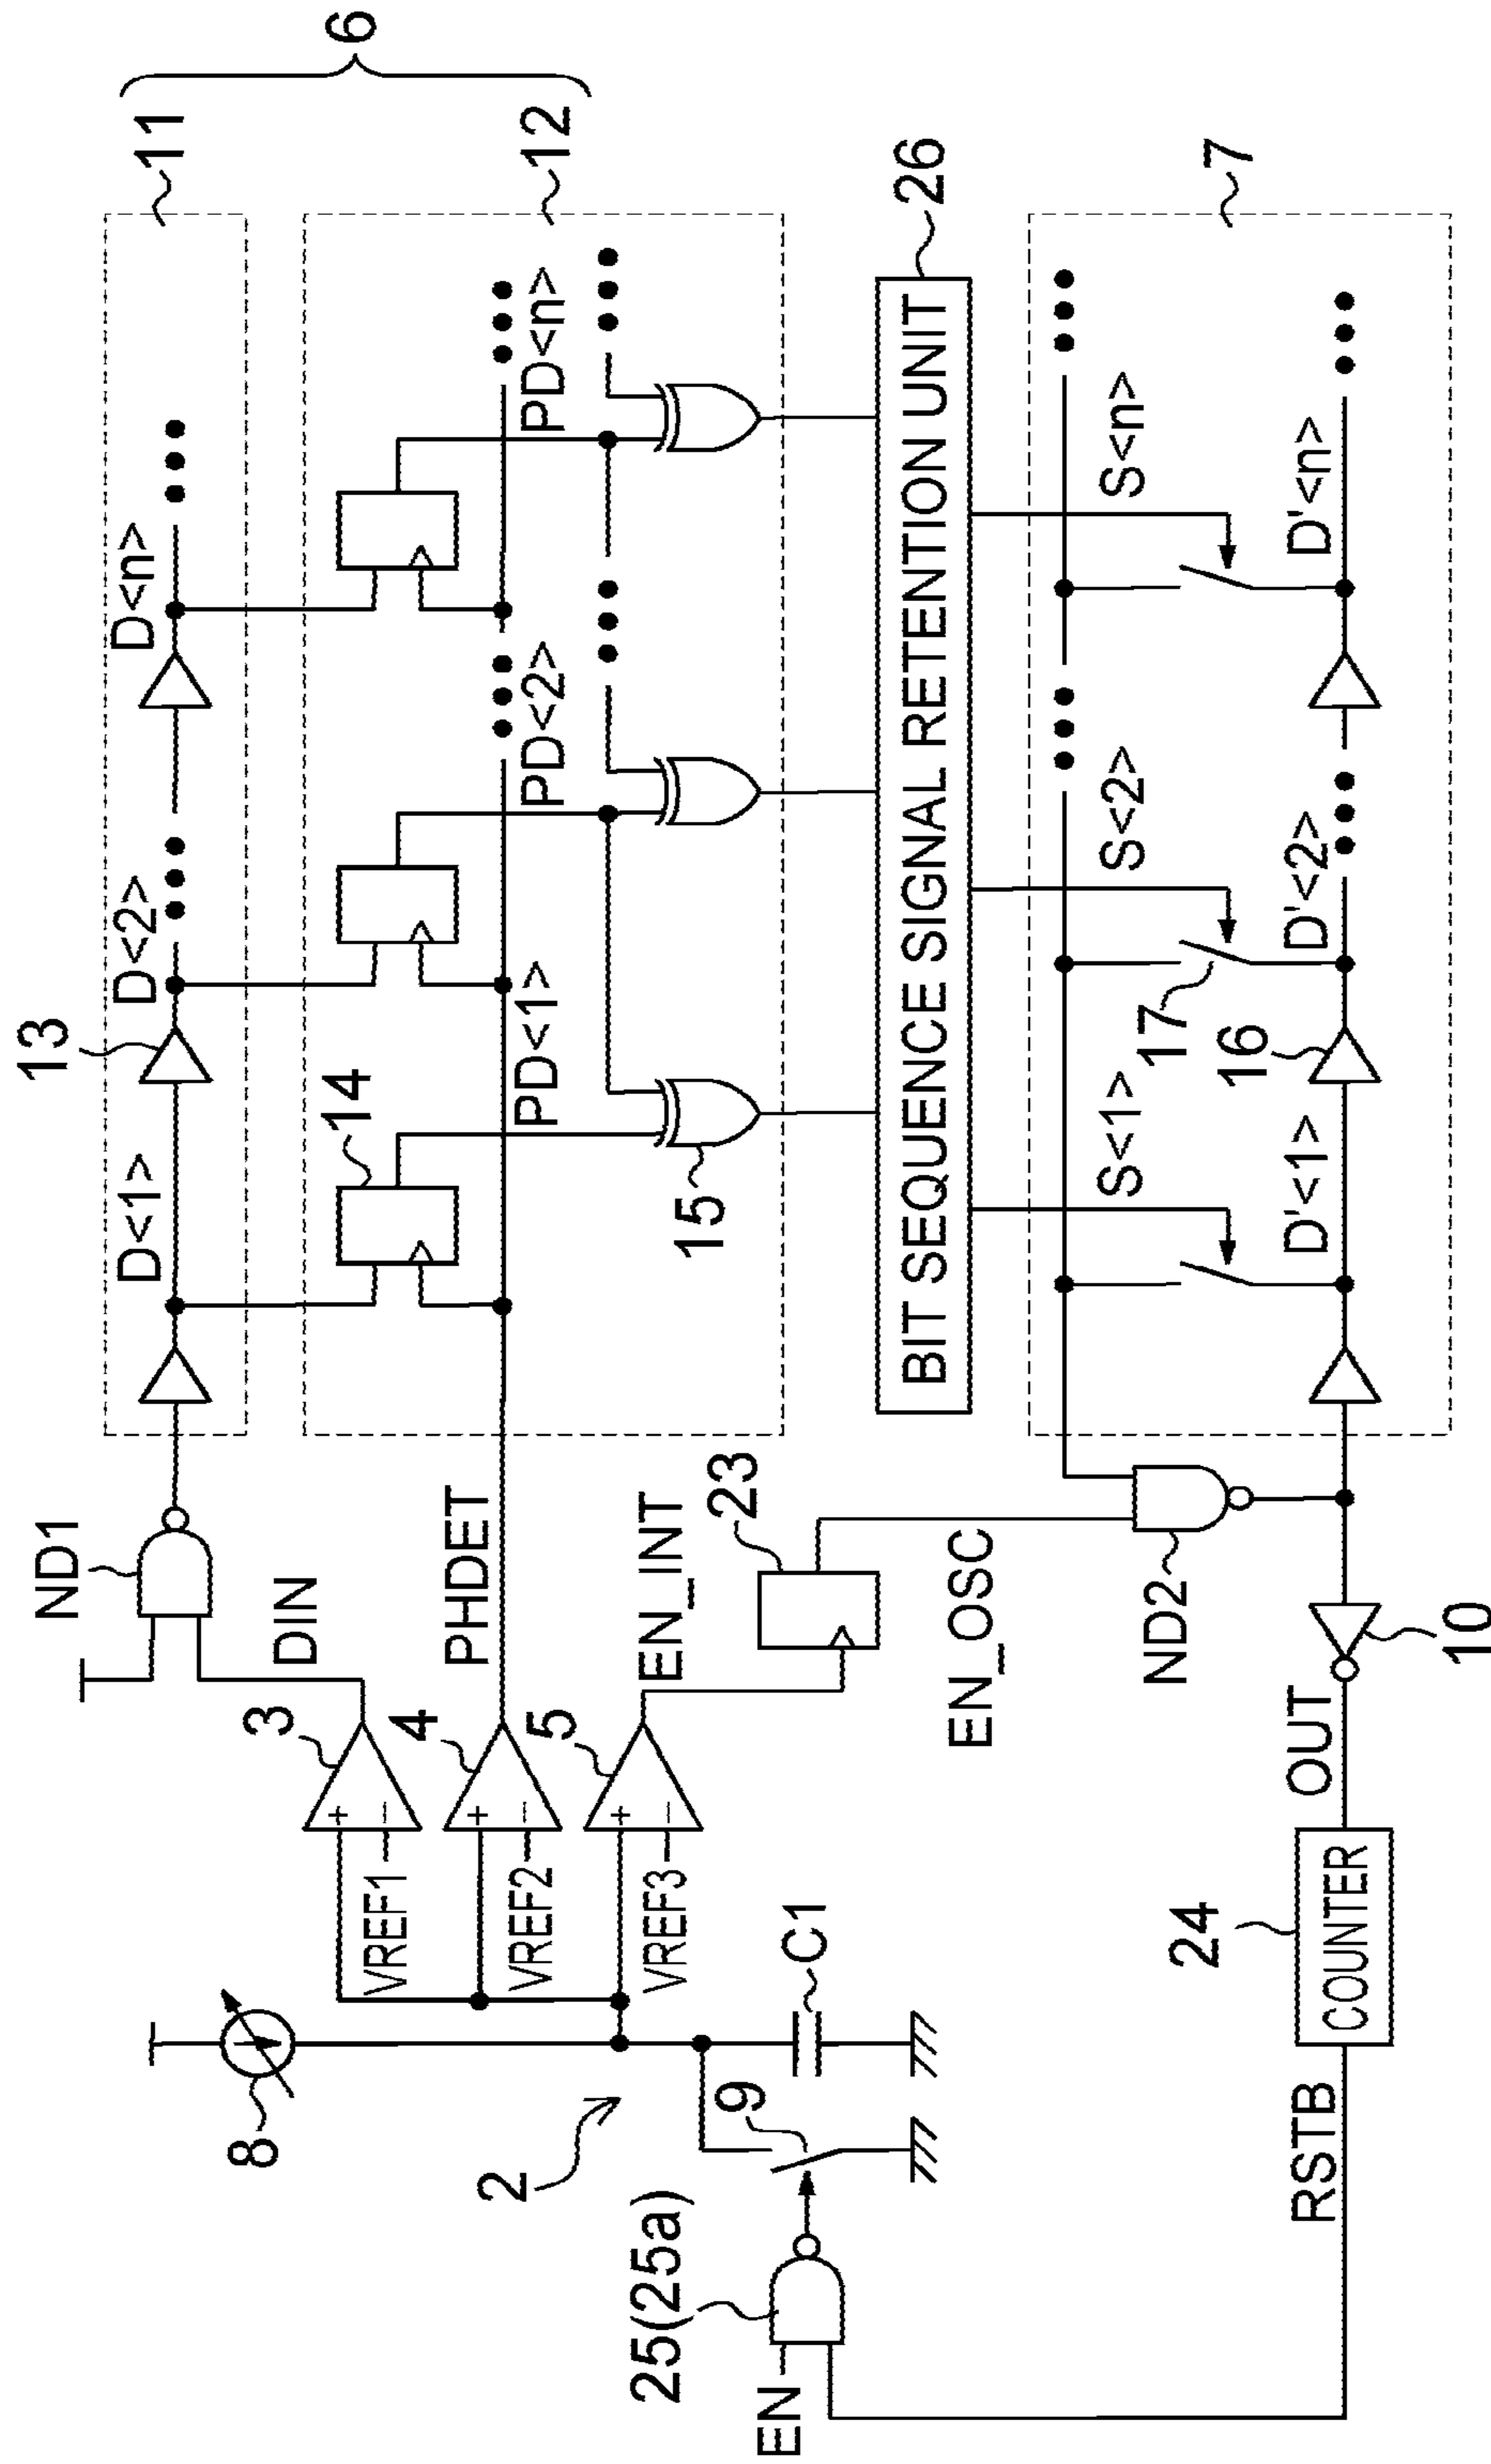 6
11
12
D<1>
D<2>
D<n>
13
ND1
DIN
14
PD<1>
PD<2>
PD<n>
15
PHDET
EN_INT
3
4
5
VREF1
VREF2
VREF3
8
2
9
C1
23
26
BIT SEQUENCE SIGNAL RETENTION UNIT
7
S<1>
S<2>
S<n>
17
16
D'<1>
D'<2>
D'<n>
EN_OSC
ND2
10
OUT
24
COUNTER
25(25a)
EN
RSTB